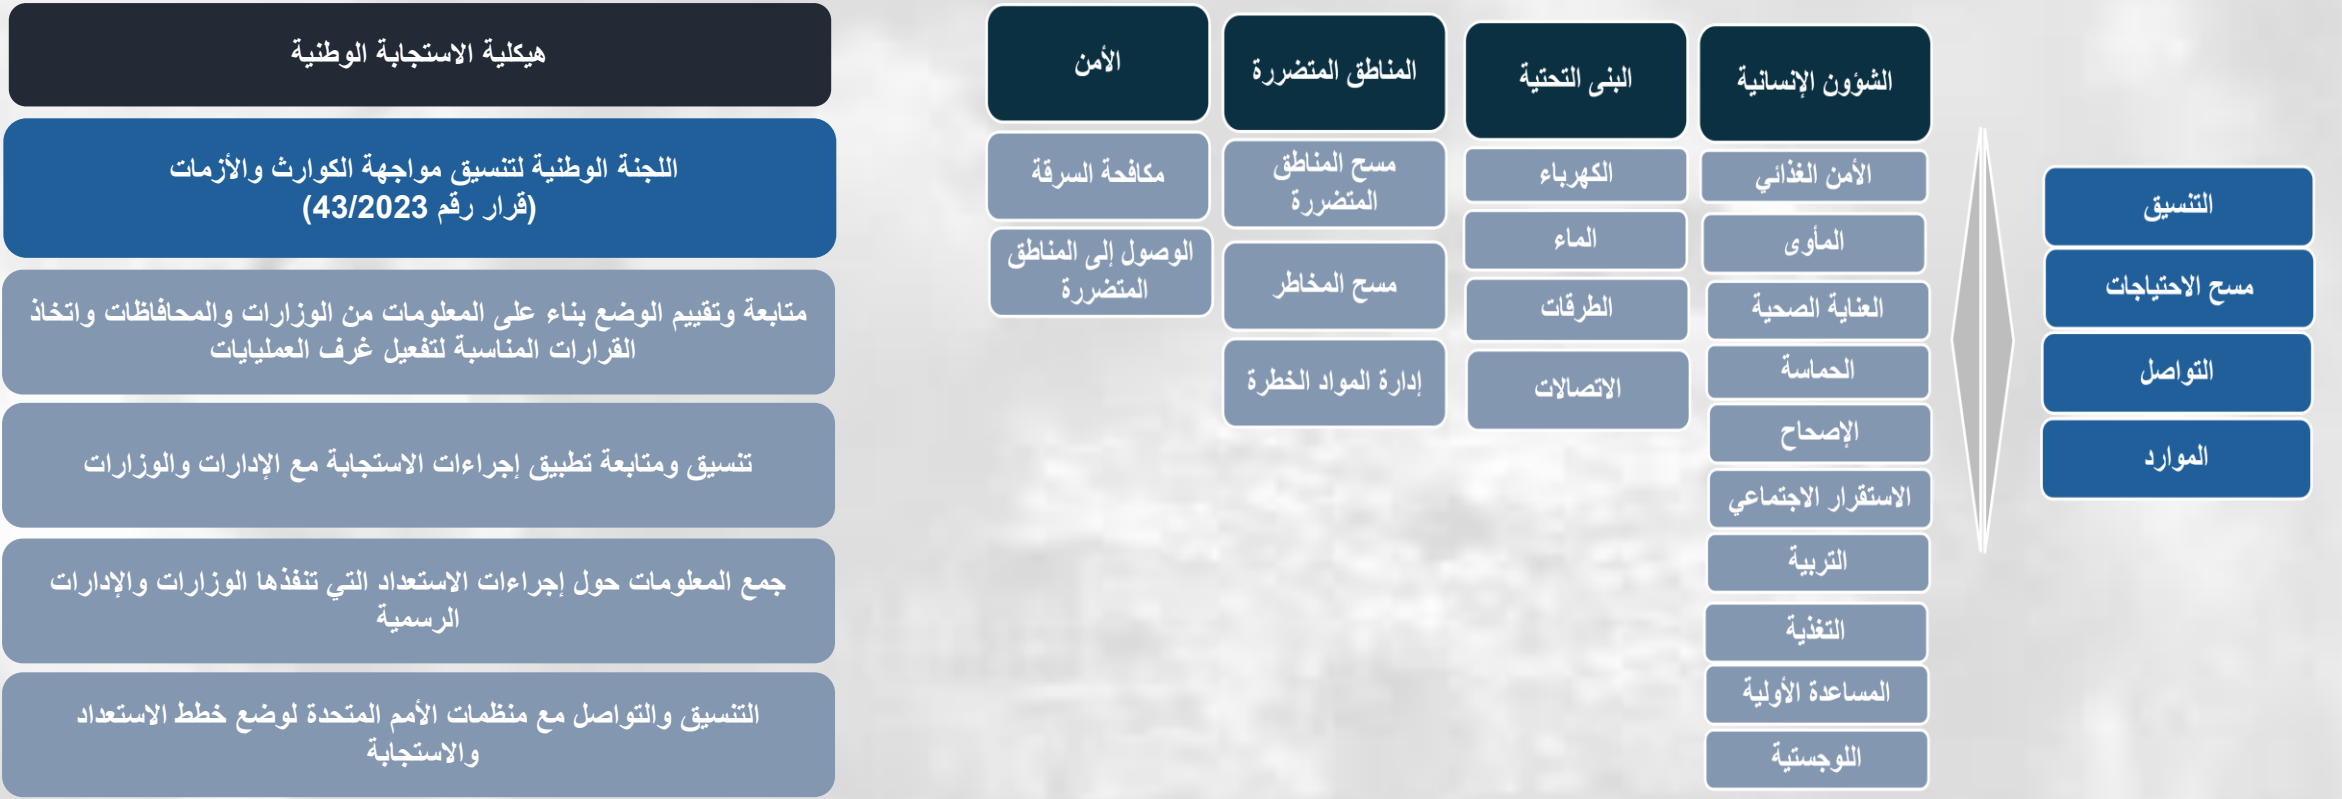 التنسيق
مسح الاحتياجات
التواصل
الموارد
الشؤون الإنسانية
الأمن الغذائي
المأوى
العناية الصحية
الحماسة
الإصحاح
الاستقرار الاجتماعي
التربية
التغذية
المساعدة الأولية
اللوجستية
البنى التحتية
الكهرباء
الماء
الطرقات
الاتصالات
المناطق المتضررة
مسح المناطق
المتضررة
مسح المخاطر
إدارة المواد الخطرة
الأمن
مكافحة السرقة
الوصول إلى المناطق
المتضررة
هيكلية الاستجابة الوطنية
اللجنة الوطنية لتنسيق مواجهة الكوارث والأزمات
(قرار رقم 43/2023)
متابعة وتقييم الوضع بناء على المعلومات من الوزارات والمحافاظات واتخاذ
القرارات المناسبة لتفعيل غرف العمليايات
تنسيق ومتابعة تطبيق إجراءات الاستجابة مع الإدارات والوزارات
جمع المعلومات حول إجراءات الاستعداد التي تنفذها الوزارات والإدارات
الرسمية
التنسيق والتواصل مع منظمات الأمم المتحدة لوضع خطط الاستعداد
والاستجابة